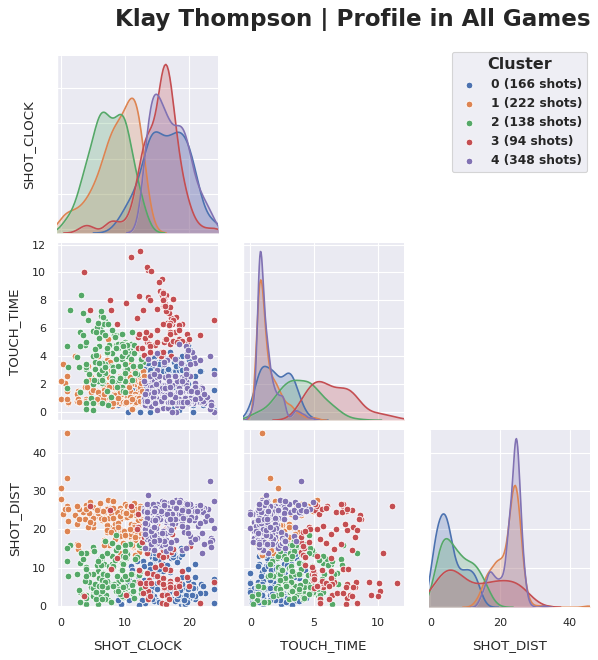 Klay Thompson | Profile in All Games
Cluster
0 (166 shots)
1 (222 shots)
2 (138 shots)
3 (94 shots)
4 (348 shots)
SHOT_CLOCK
12
10
8
6
4
2
0
TOUCH_TIME
40
30
20
10
0
SHOT_DIST
0 10 20
SHOT_CLOCK
0 5 10
TOUCH_TIME
0 20 40
SHOT_DIST